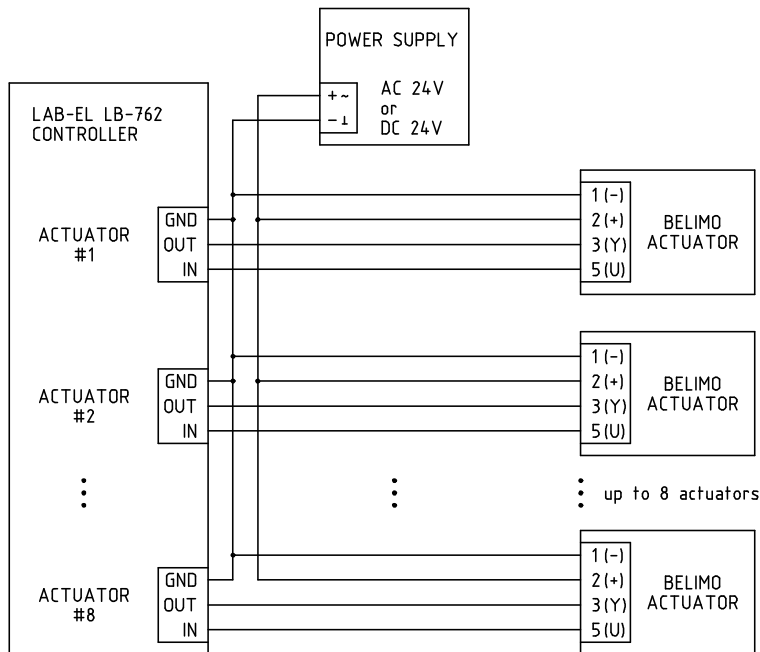 POWER SUPPLY
+ ~
- ⊥
AC 24V
or
DC 24V
LAB-EL LB-762
CONTROLLER
ACTUATOR
#1
GND
OUT
IN
1(-)
2(+)
3(Y)
5(U)
BELIMO
ACTUATOR
ACTUATOR
#2
GND
OUT
IN
1(-)
2(+)
3(Y)
5(U)
BELIMO
ACTUATOR
up to 8 actuators
ACTUATOR
#8
GND
OUT
IN
1(-)
2(+)
3(Y)
5(U)
BELIMO
ACTUATOR